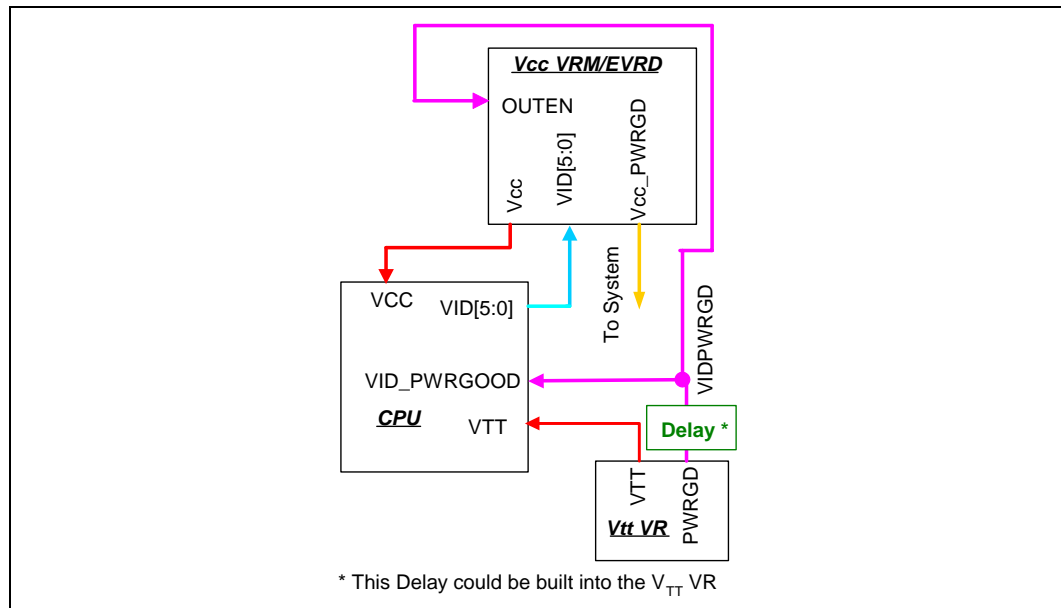 Vcc VRM/EVRD
OUTEN
Vcc
VID[5:0]
Vcc_PWRGD
To System
VCC
VID[5:0]
VID_PWRGOOD
CPU
VTT
VIDPWRGD
Delay *
VTT
PWRGD
Vtt VR
* This Delay could be built into the VTT VR